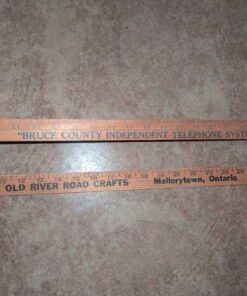 "BRUCE COUNTY INDEPENDENT TELEPHONE SYST
OLD RIVER ROAD CRAFTS Mallorytown, Ontario